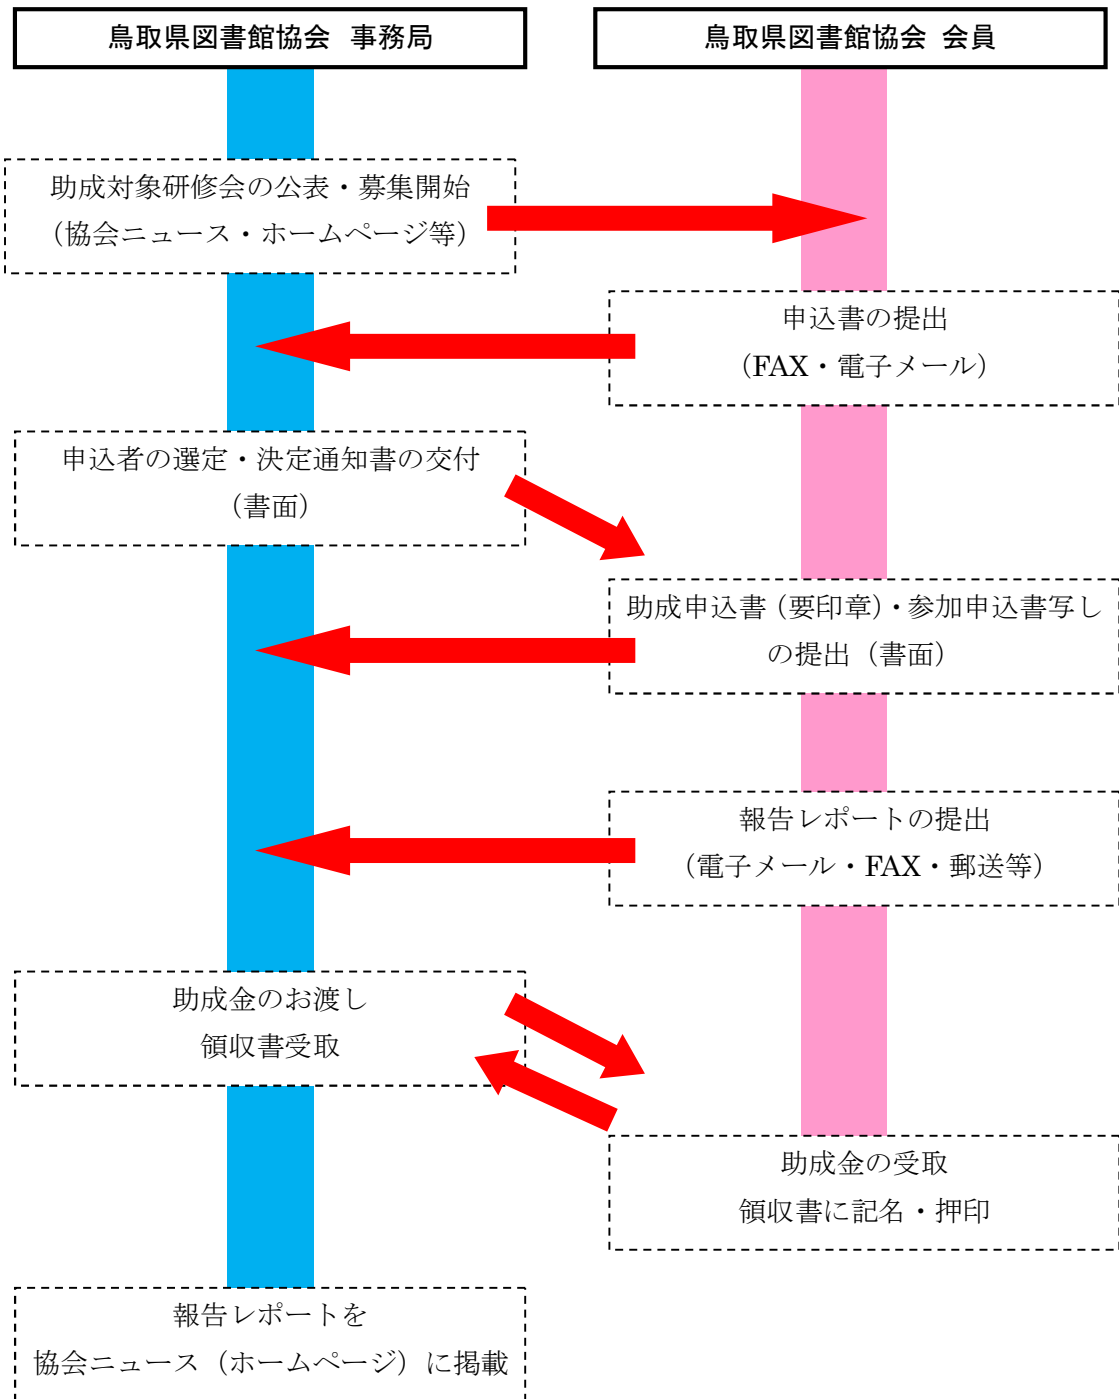 鳥取県図書館協会　事務局
鳥取県図書館協会 会員
助成対象研修会の公表・募集開始
（協会ニュース・ホームページ等）
申込書の提出
（FAX・電子メール）
申込者の選定・決定通知書の交付
（書面）
助成申込書（要印章）・参加申込書写し
の提出（書面）
報告レポートの提出
（電子メール・FAX・郵送等）
助成金のお渡し
領収書受取
助成金の受取
領収書に記名・押印
報告レポートを
協会ニュース（ホームページ）に掲載